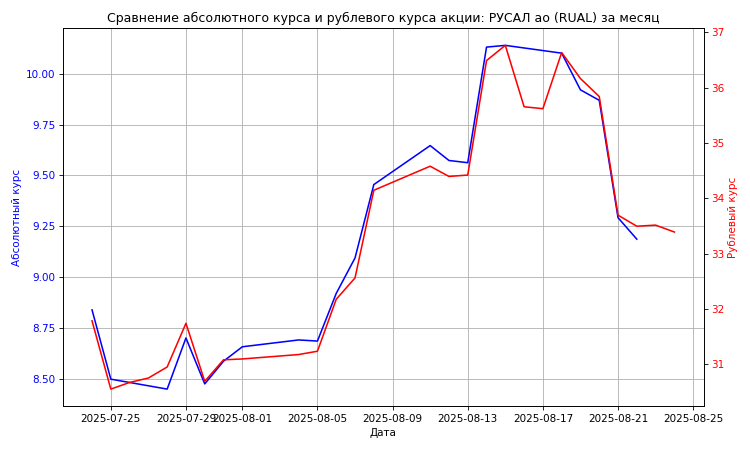 Сравнение абсолютного курса и рублевого курса акции: РУСАЛ ао (RUAL) за месяц
37
10.00
36
9.75
35
9.50
34
Абсолютный курс
Рублевый курс
9.25
33
9.00
32
8.75
31
8.50
2025-07-25 2025-07-29 2025-08-01 2025-08-05 2025-08-09 2025-08-13 2025-08-17 2025-08-21 2025-08-25
Дата